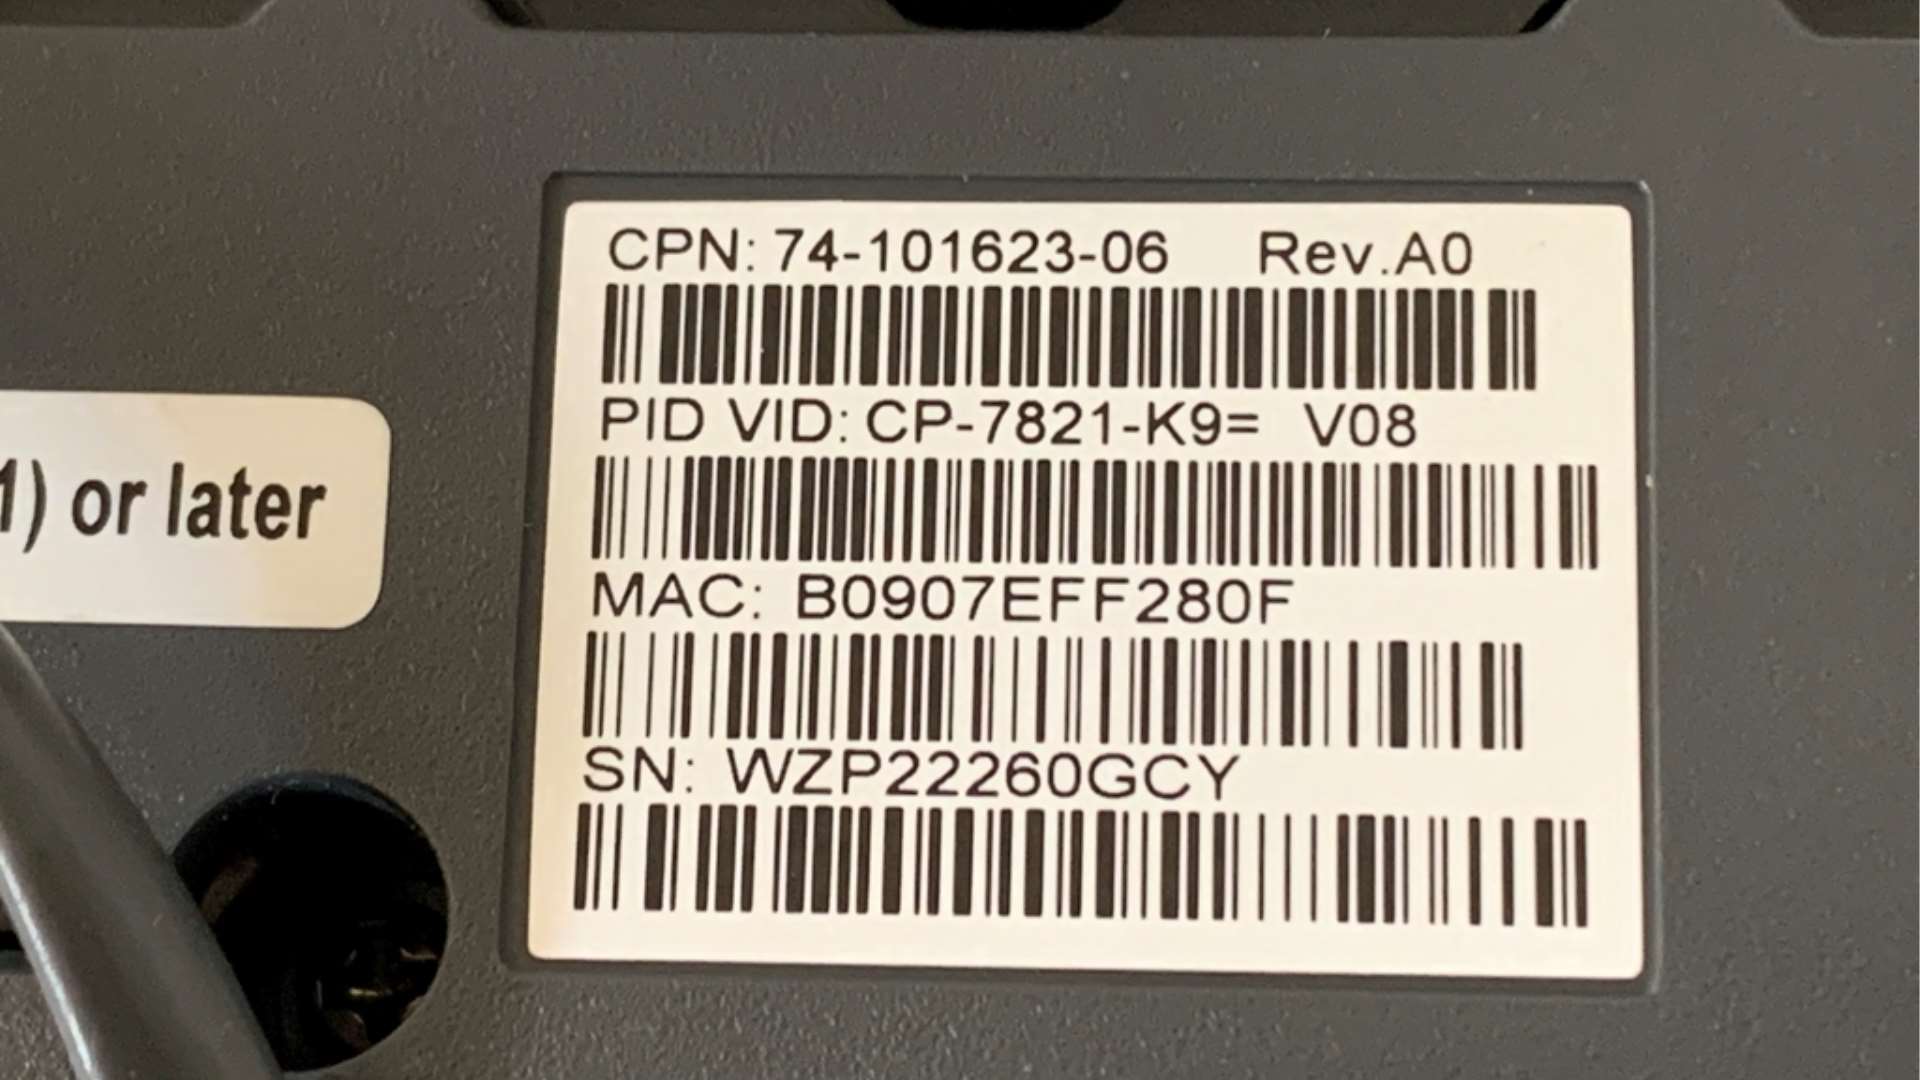 CPN: 74-101623-06 Rev.A0
PID VID: CP-7821-K9= V08
1) or later
MAC: B0907EFF280F
SN: WZP22260GCY